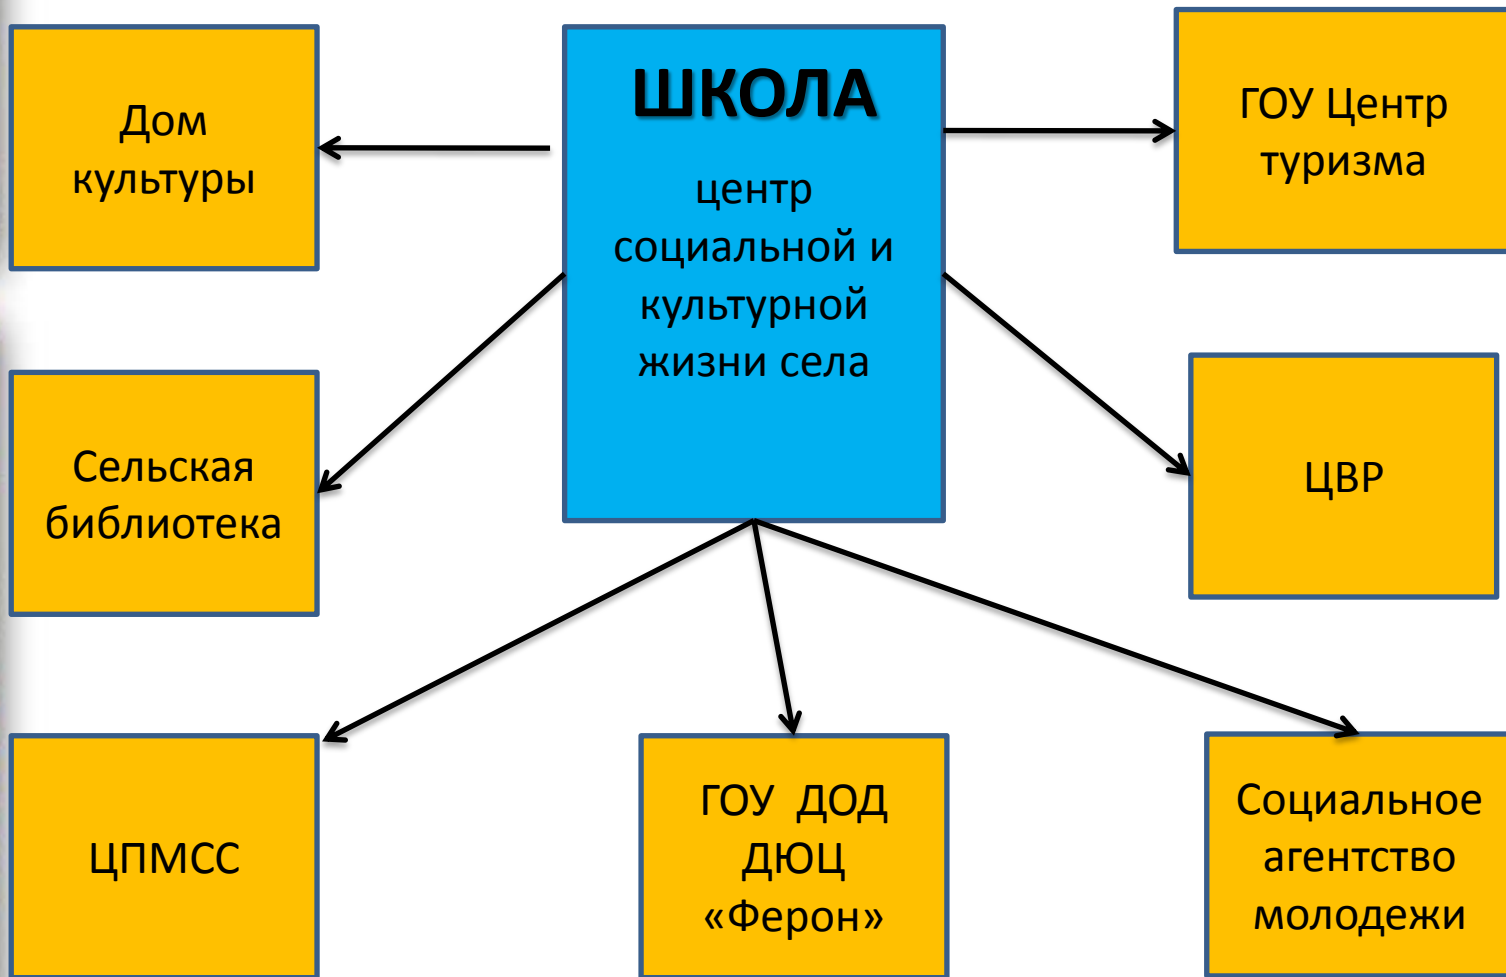 Дом
культуры
ШКОЛА
центр
социальной и
культурной
жизни села
ГОУ Центр
туризма
Сельская
библиотека
ЦВР
ЦПМСС
ГОУ ДОД
ДЮЦ
«Ферон»
Социальное
агентство
молодежи